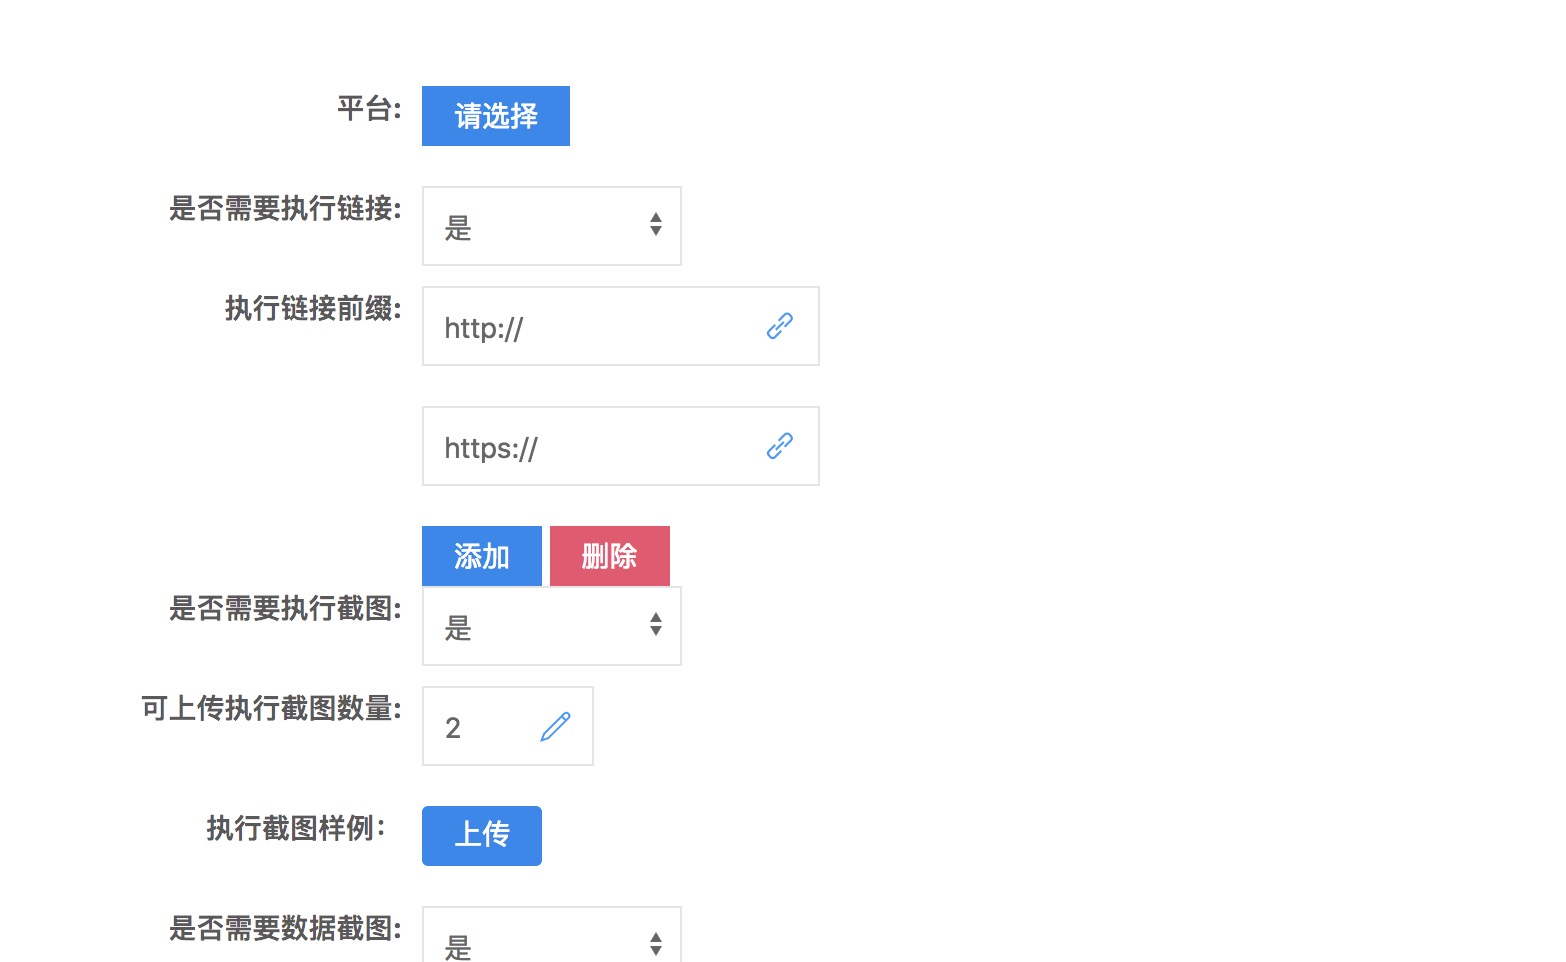 平台: 请选择
是否需要执行链接: 是
执行链接前缀: http://
https://
添加 删除
是否需要执行截图: 是
可上传执行截图数量: 2
执行截图样例： 上传
是否需要数据截图: 是